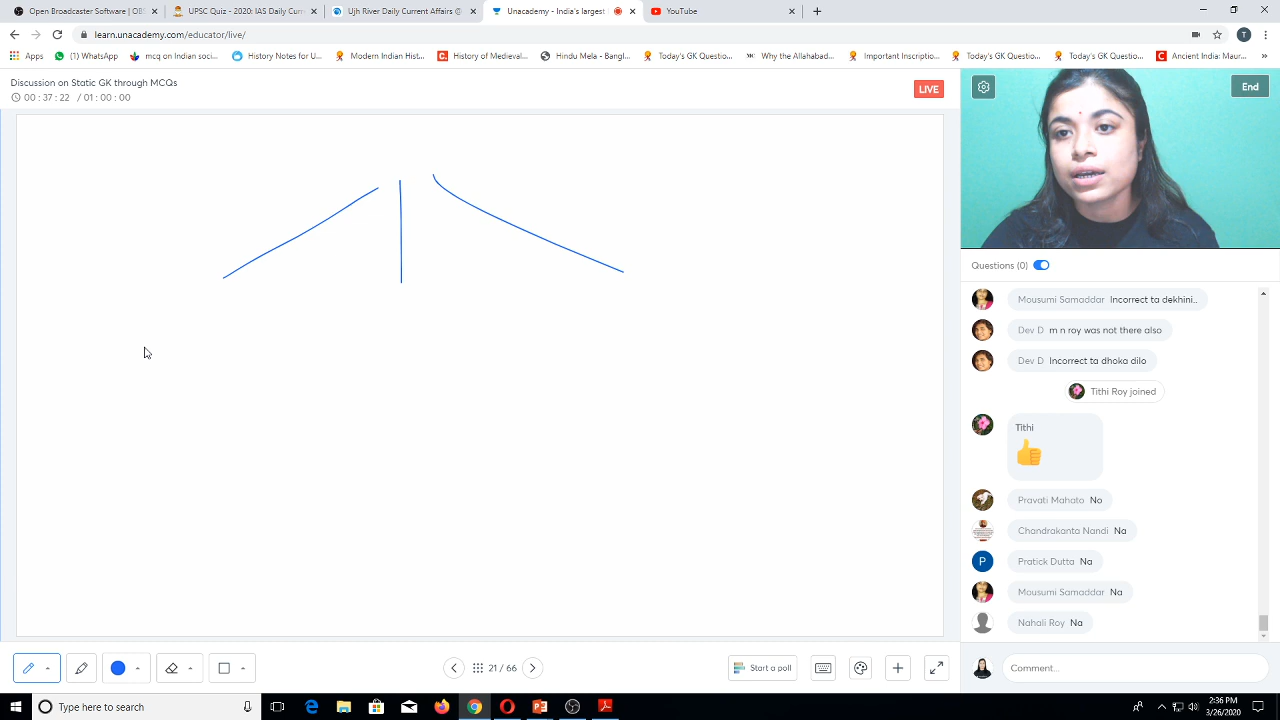 Open Broadcaster Software | OBS
UPSC Quiz - 2020: IAS Daily Curr
Ujh River Daily Current Affairs @
Unacademy - India's largest
YouTube
learn.unacademy.com/educator/live/
T
Apps
(1) WhatsApp
mcq on Indian soci...
History Notes for U...
Modern Indian Hist...
History of Medieval...
Hindu Mela - Bangl...
Today's GK Questio...
Why the Allahabad...
Important Inscriptio...
Today's GK Questio...
Today's GK Questio...
Ancient India: Maur...
Discussion on Static GK through MCQs
00 : 37 : 22 / 01 : 00 : 00
LIVE
End
Questions (0)
Mousumi Samaddar Incorrect ta dekhini..
Dev D m n roy was not there also
Dev D Incorrect ta dhoka dilo
Tithi Roy joined
Tithi
Pravati Mahato No
Chandrakanta Nandi Na
P Pratick Dutta Na
Mousumi Samaddar Na
Nahali Roy Na
21 / 66
Start a poll
Comment...
Type here to search
2:36 PM
3/26/2020